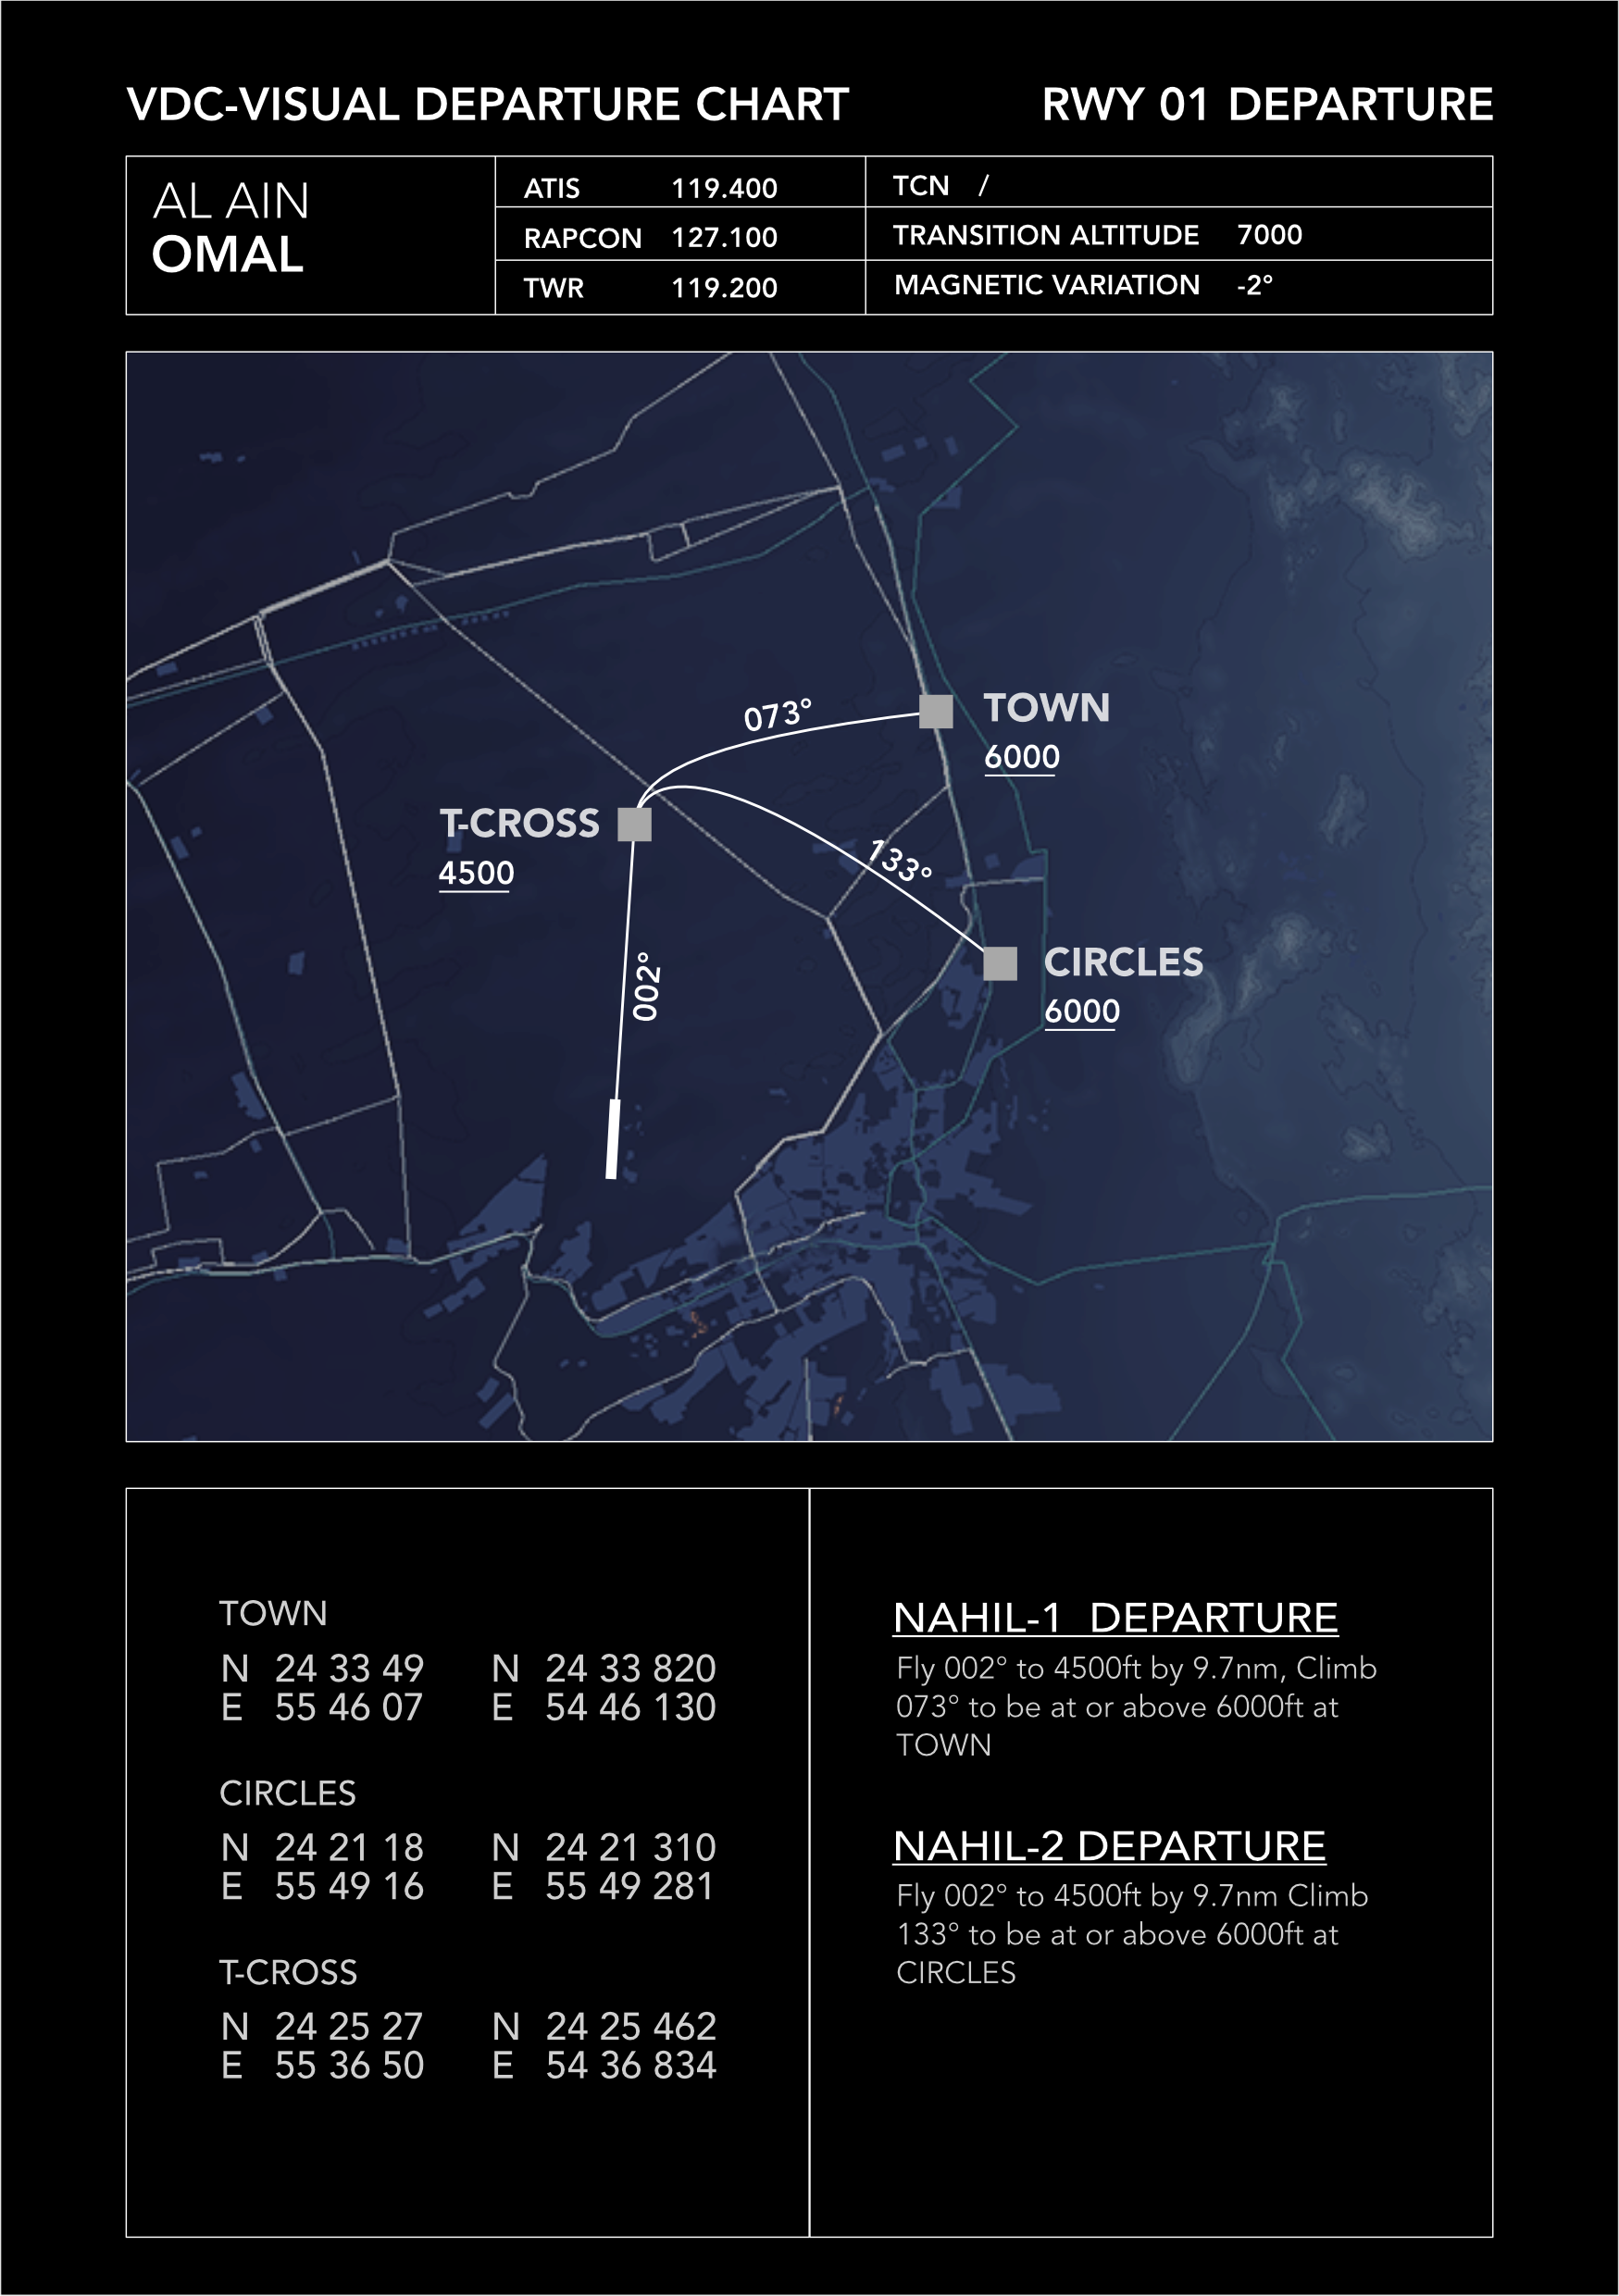 VDC-VISUAL DEPARTURE CHART
RWY 01 DEPARTURE
AL AIN
OMAL
ATIS 119.400
RAPCON 127.100
TWR 119.200
TCN /
TRANSITION ALTITUDE 7000
MAGNETIC VARIATION -2°
073°
TOWN
6000
T-CROSS
4500
133°
002°
CIRCLES
6000
TOWN
N 24 33 49 N 24 33 820
E 55 46 07 E 54 46 130
CIRCLES
N 24 21 18 N 24 21 310
E 55 49 16 E 55 49 281
T-CROSS
N 24 25 27 N 24 25 462
E 55 36 50 E 54 36 834
NAHIL-1 DEPARTURE
Fly 002° to 4500ft by 9.7nm, Climb
073° to be at or above 6000ft at
TOWN
NAHIL-2 DEPARTURE
Fly 002° to 4500ft by 9.7nm Climb
133° to be at or above 6000ft at
CIRCLES